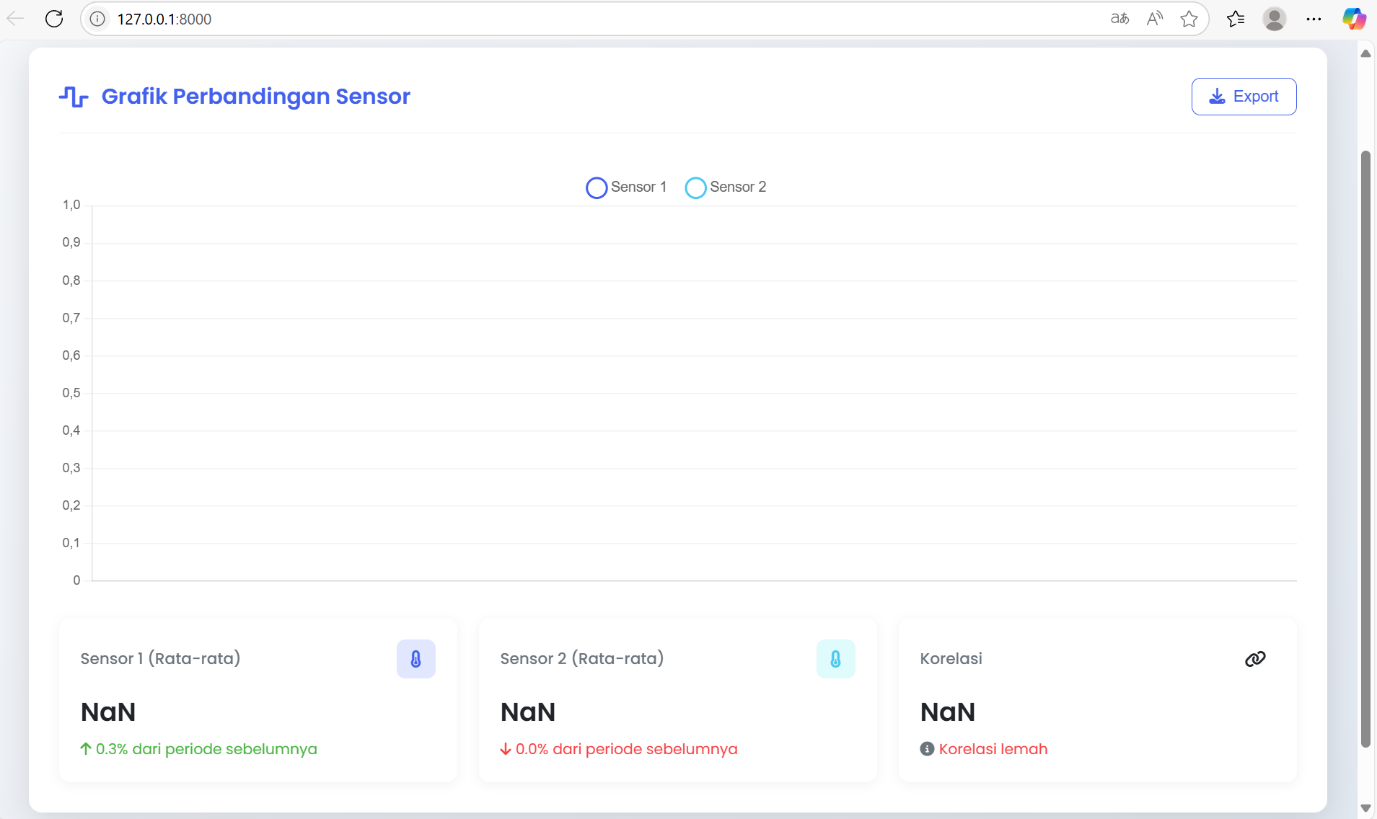 127.0.0.1:8000
aあ
Grafik Perbandingan Sensor
Export
Sensor 1
Sensor 2
1,0
0,9
0,8
0,7
0,6
0,5
0,4
0,3
0,2
0,1
0
Sensor 1 (Rata-rata)
NaN
0.3% dari periode sebelumnya
Sensor 2 (Rata-rata)
NaN
0.0% dari periode sebelumnya
Korelasi
NaN
Korelasi lemah